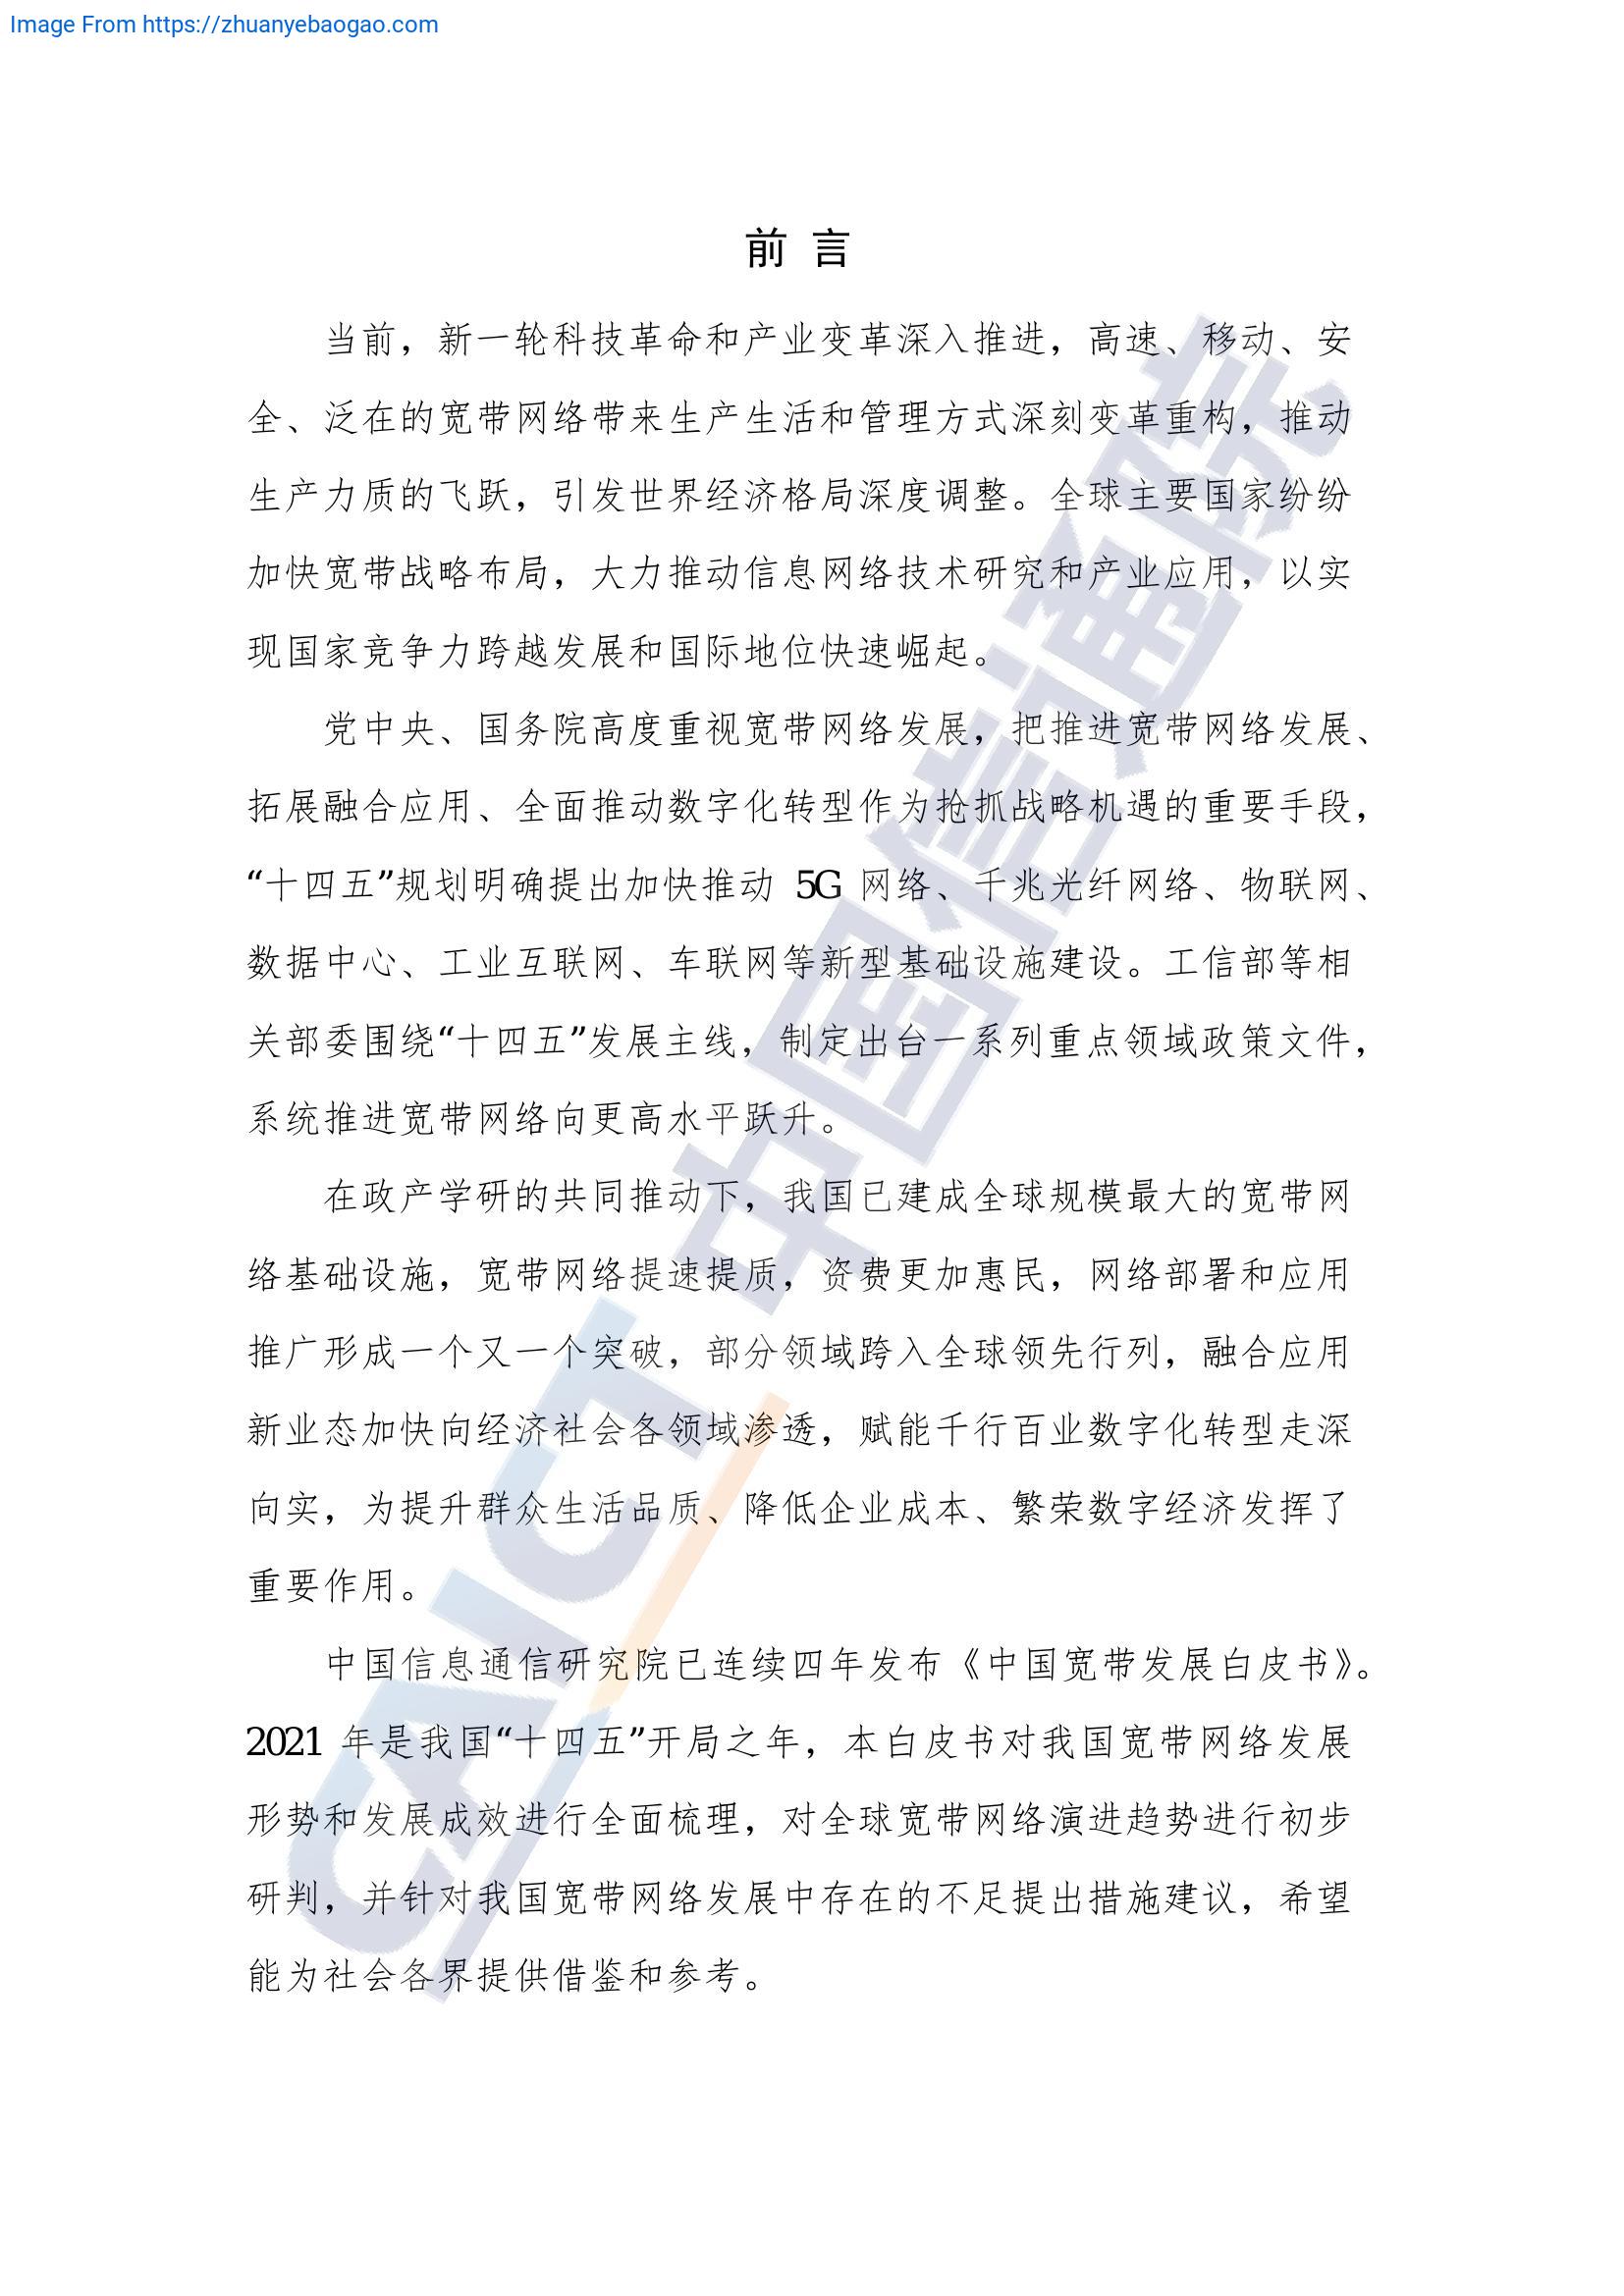 Image From https://zhuanyebaogao.com
前 言
当前，新一轮科技革命和产业变革深入推进，高速、移动、安
全、泛在的宽带网络带来生产生活和管理方式深刻变革重构，推动
生产力质的飞跃，引发世界经济格局深度调整。全球主要国家纷纷
加快宽带战略布局，大力推动信息网络技术研究和产业应用，以实
现国家竞争力跨越发展和国际地位快速崛起。
党中央、国务院高度重视宽带网络发展，把推进宽带网络发展、
拓展融合应用、全面推动数字化转型作为抢抓战略机遇的重要手段，
“十四五”规划明确提出加快推动 5G 网络、千兆光纤网络、物联网、
数据中心、工业互联网、车联网等新型基础设施建设。工信部等相
关部委围绕“十四五”发展主线，制定出台一系列重点领域政策文件，
系统推进宽带网络向更高水平跃升。
在政产学研的共同推动下，我国已建成全球规模最大的宽带网
络基础设施，宽带网络提速提质，资费更加惠民，网络部署和应用
推广形成一个又一个突破，部分领域跨入全球领先行列，融合应用
新业态加快向经济社会各领域渗透，赋能千行百业数字化转型走深
向实，为提升群众生活品质、降低企业成本、繁荣数字经济发挥了
重要作用。
中国信息通信研究院已连续四年发布《中国宽带发展白皮书》。
2021 年是我国“十四五”开局之年，本白皮书对我国宽带网络发展
形势和发展成效进行全面梳理，对全球宽带网络演进趋势进行初步
研判，并针对我国宽带网络发展中存在的不足提出措施建议，希望
能为社会各界提供借鉴和参考。
CAICT 中国信通院